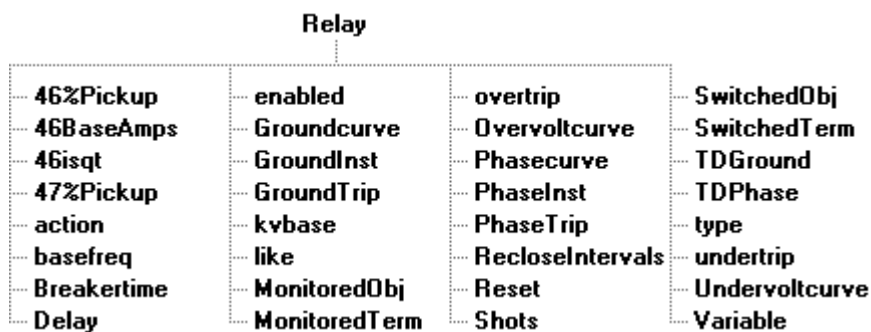 Relay
46%Pickup
46BaseAmps
46isqt
47%Pickup
action
basefreq
Breakertime
Delay
enabled
Groundcurve
GroundInst
GroundTrip
kvbase
like
MonitoredObj
MonitoredTerm
overtrip
Overvoltcurve
Phasecurve
PhaseInst
PhaseTrip
RecloseIntervals
Reset
Shots
SwitchedObj
SwitchedTerm
TDGround
TDPhase
type
undertrip
Undervoltcurve
Variable